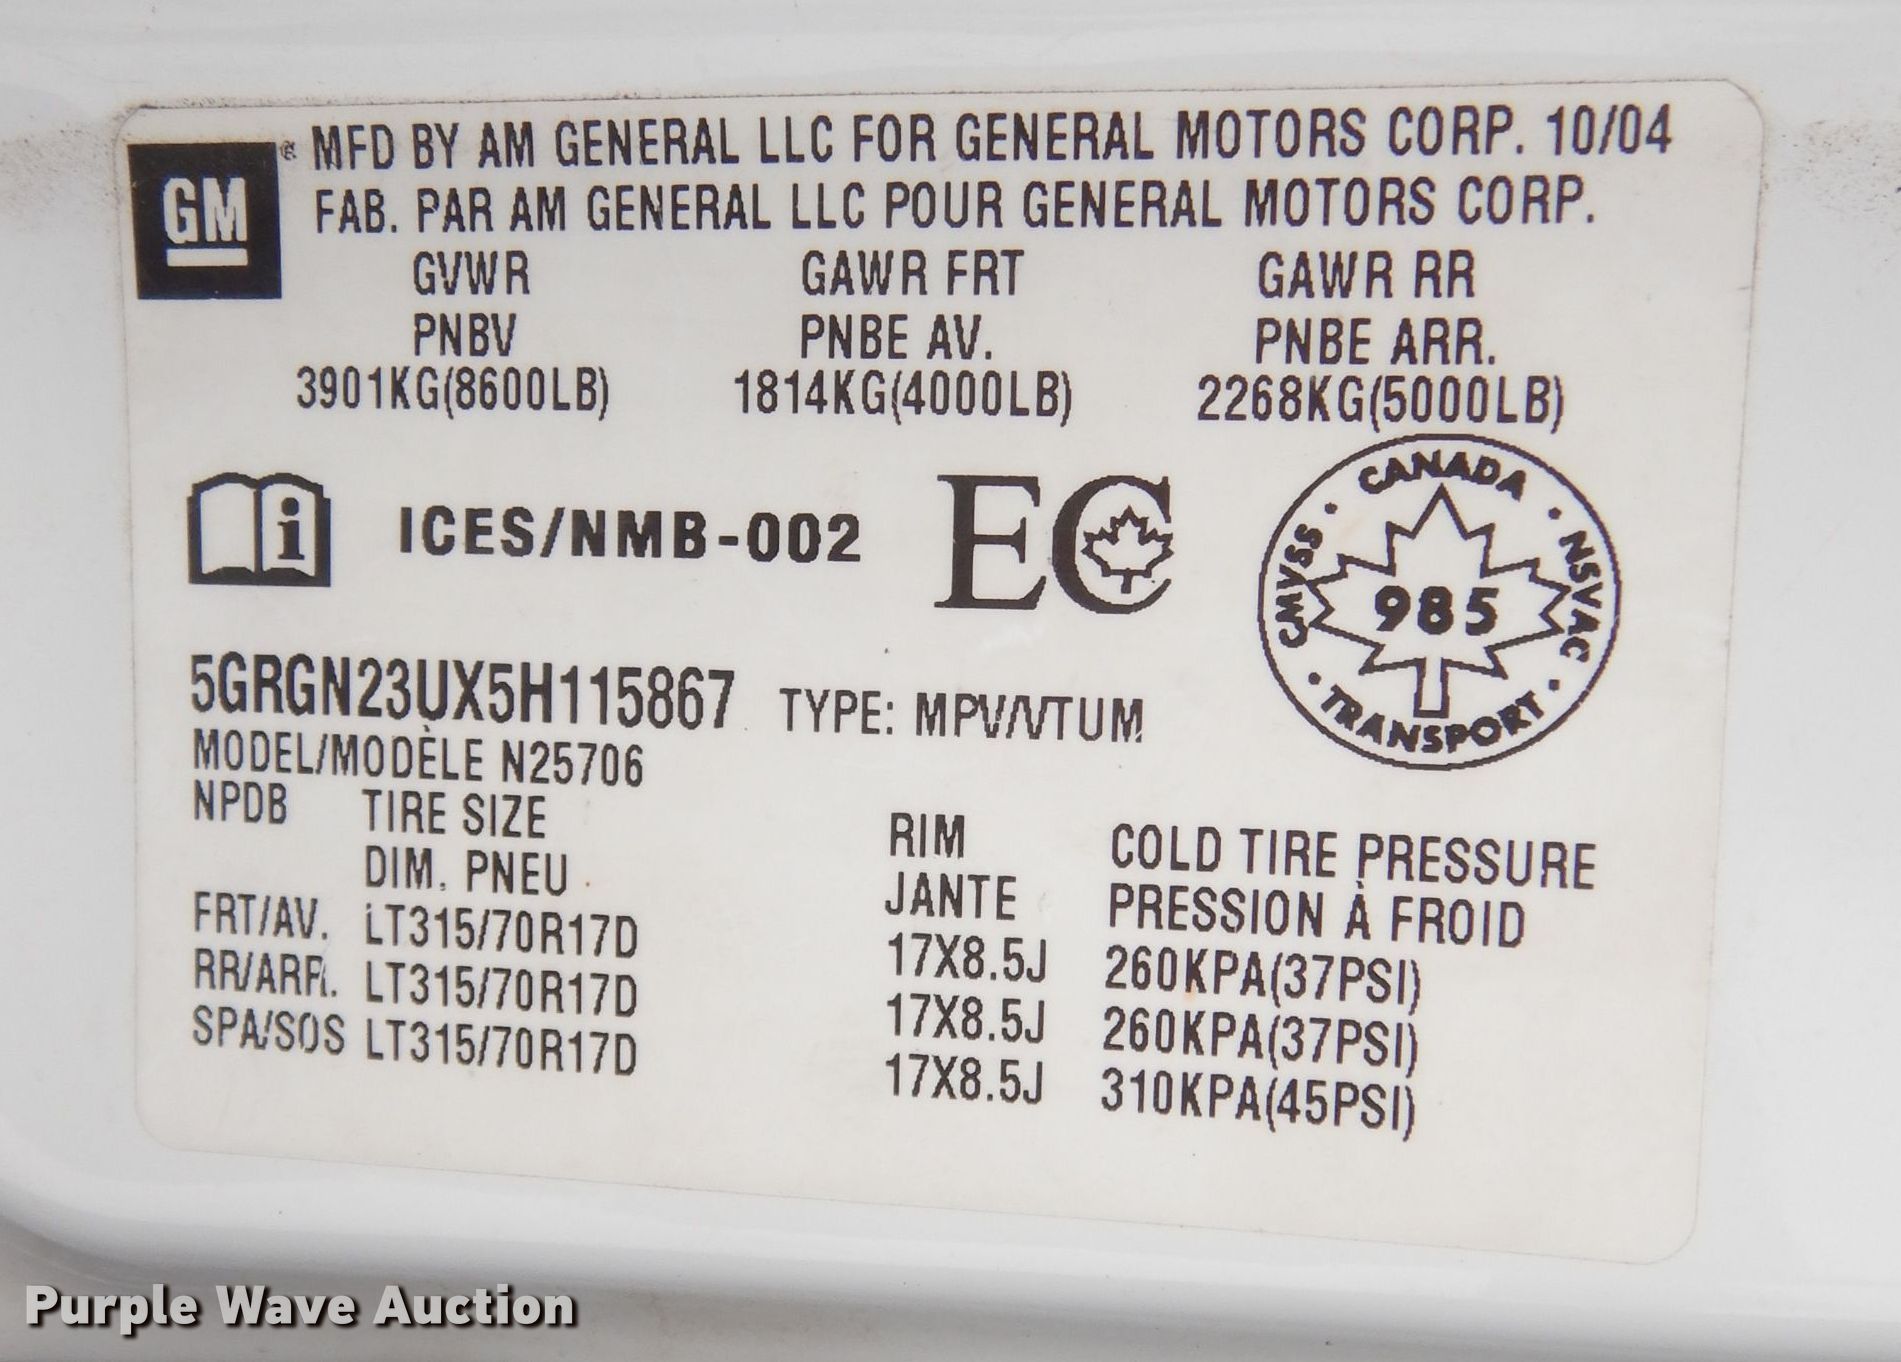 GM
MFD BY AM GENERAL LLC FOR GENERAL MOTORS CORP. 10/04
FAB. PAR AM GENERAL LLC POUR GENERAL MOTORS CORP.
GVWR GAWR FRT GAWR RR
PNBV PNBE AV. PNBE ARR.
3901KG(8600LB) 1814KG(4000LB) 2268KG(5000LB)
i ICES/NMB-002 EC
CANADA · NSVAC · TRANSPORT · CMVSS ·
985
5GRGN23UX5H115867 TYPE: MPV/VTUM
MODEL/MODÈLE N25706
NPDB TIRE SIZE RIM COLD TIRE PRESSURE
DIM. PNEU JANTE PRESSION À FROID
FRT/AV. LT315/70R17D 17X8.5J 260KPA(37PSI)
RR/ARR. LT315/70R17D 17X8.5J 260KPA(37PSI)
SPA/SOS LT315/70R17D 17X8.5J 310KPA(45PSI)
Purple Wave Auction